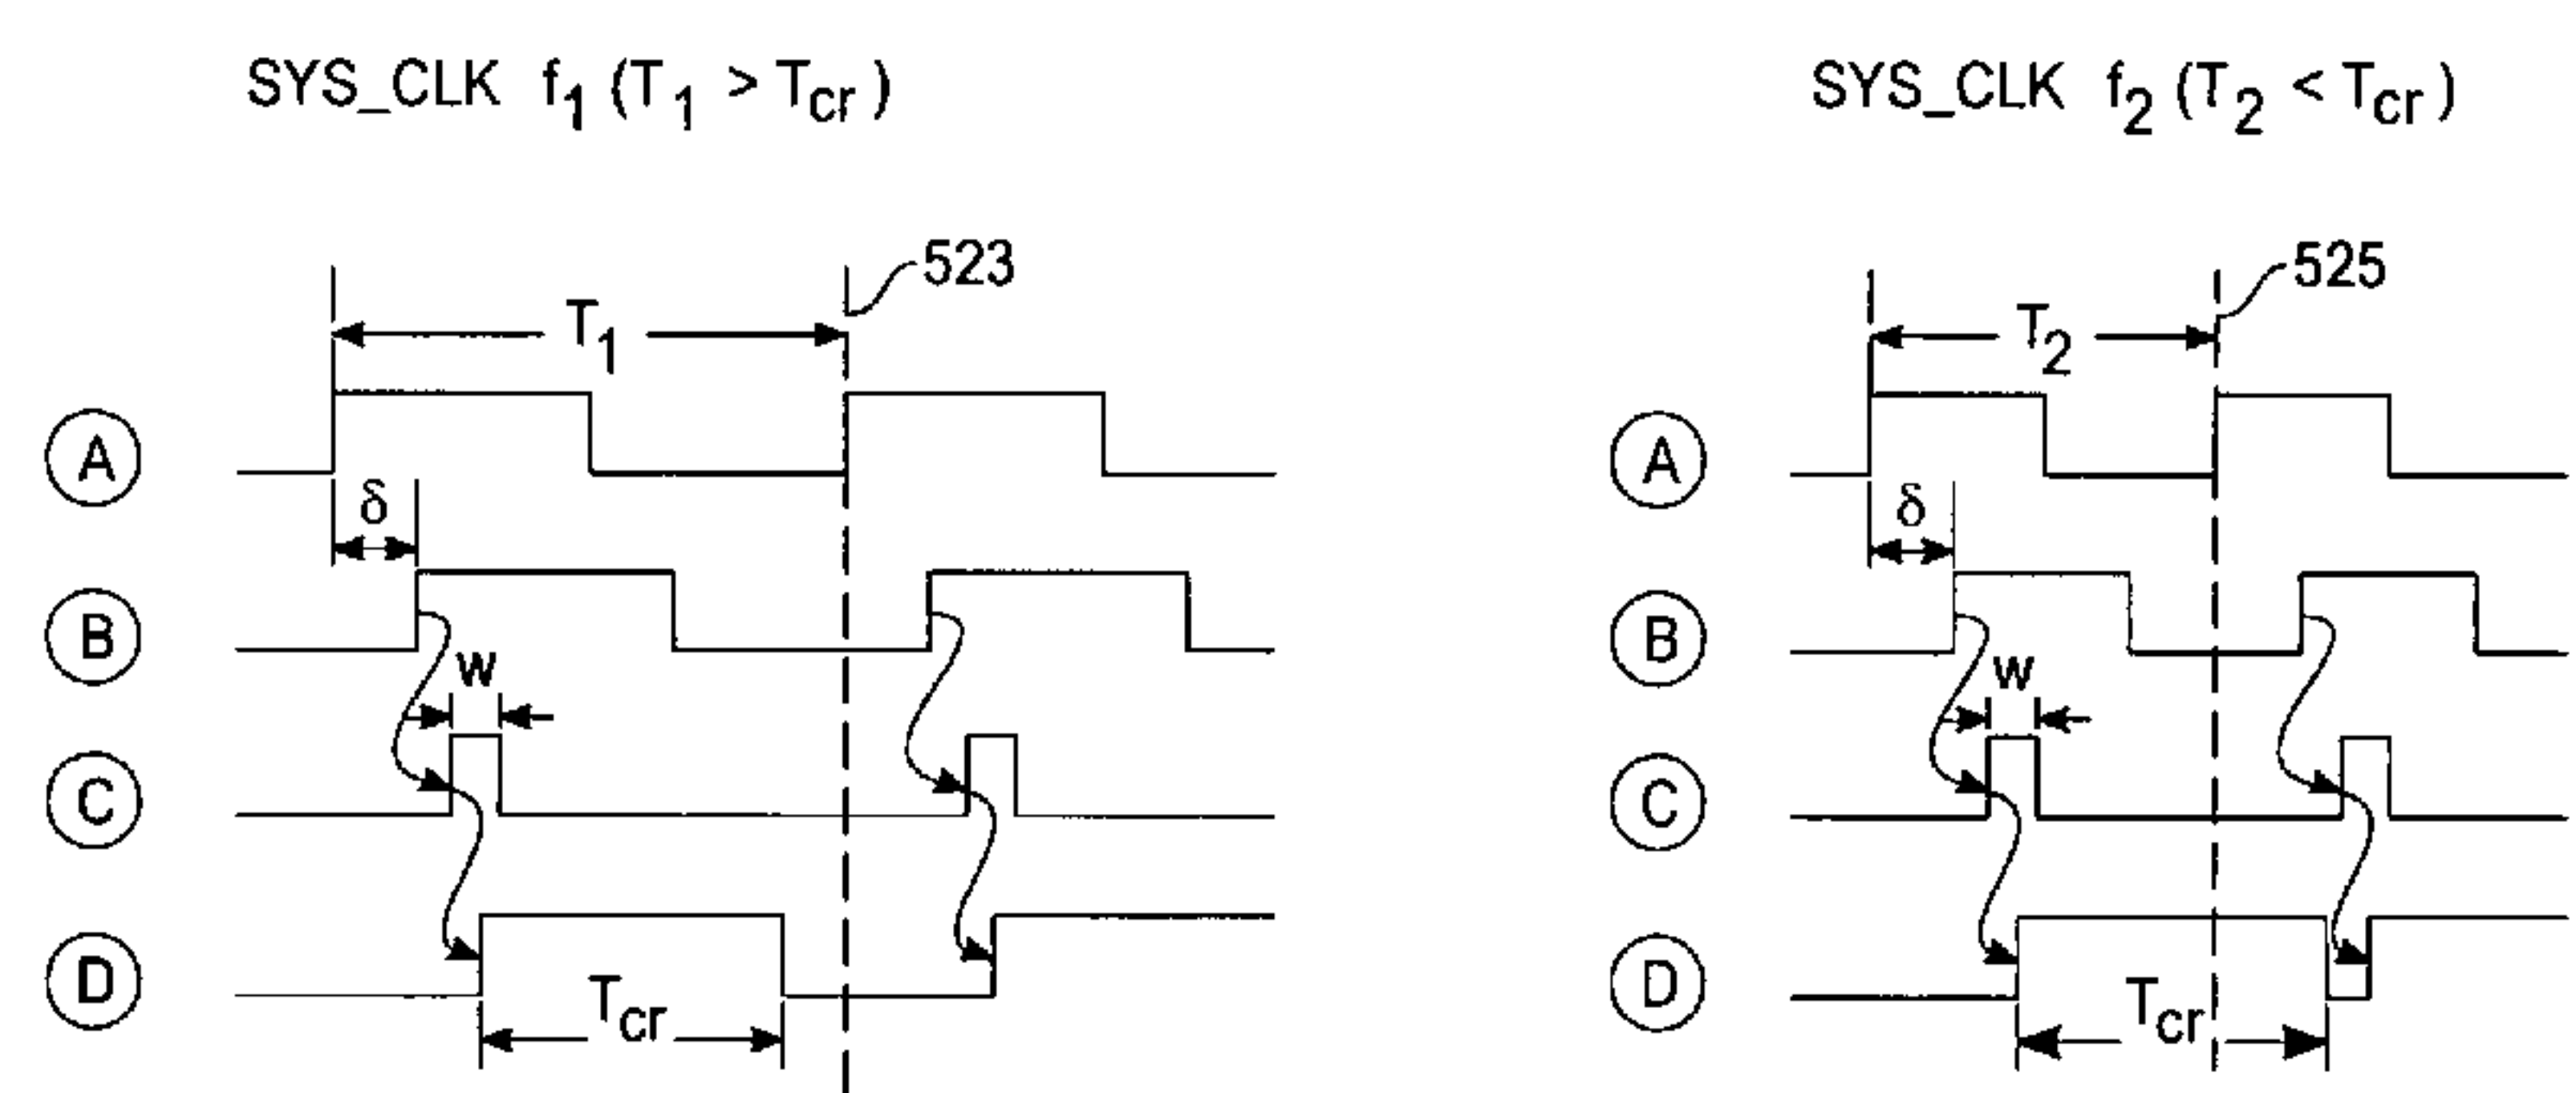 SYS_CLK f1 (T1 > Tcr)
523
T1
A
δ
B
W
C
D
Tcr
SYS_CLK f2 (T2 < Tcr)
525
T2
A
δ
B
W
C
D
Tcr